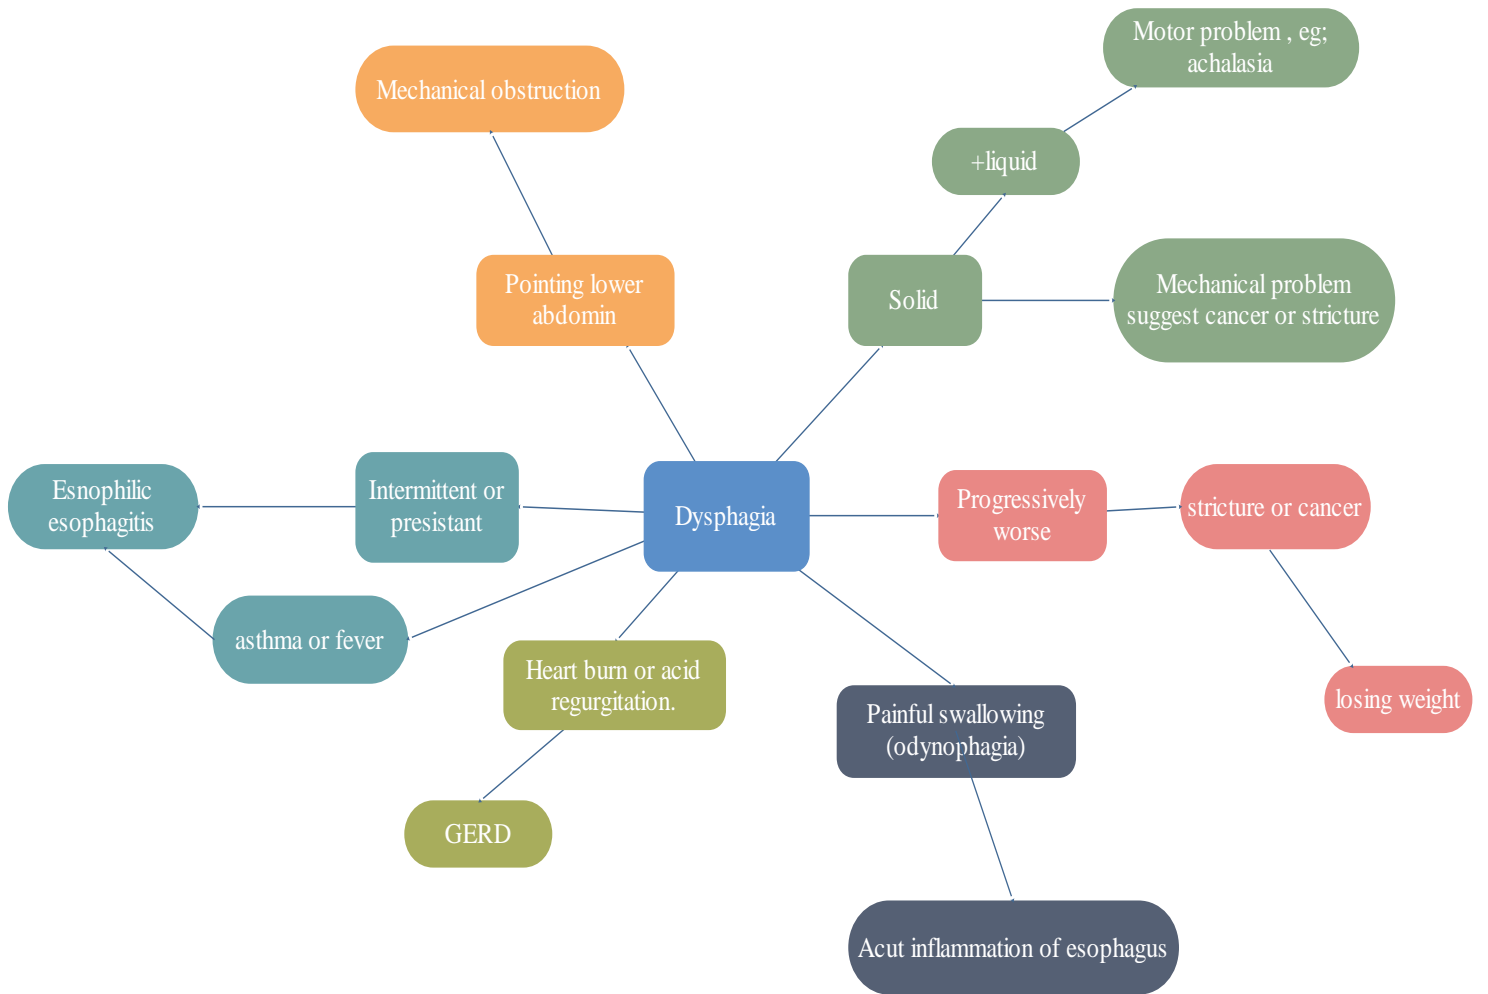 Motor problem , eg;
achalasia
Mechanical obstruction
+liquid
Pointing lower
abdomin
Solid
Mechanical problem
suggest cancer or stricture
Esnophilic
esophagitis
Intermittent or
presistant
Dysphagia
Progressively
worse
stricture or cancer
asthma or fever
Heart burn or acid
regurgitation.
Painful swallowing
(odynophagia)
losing weight
GERD
Acut inflammation of esophagus